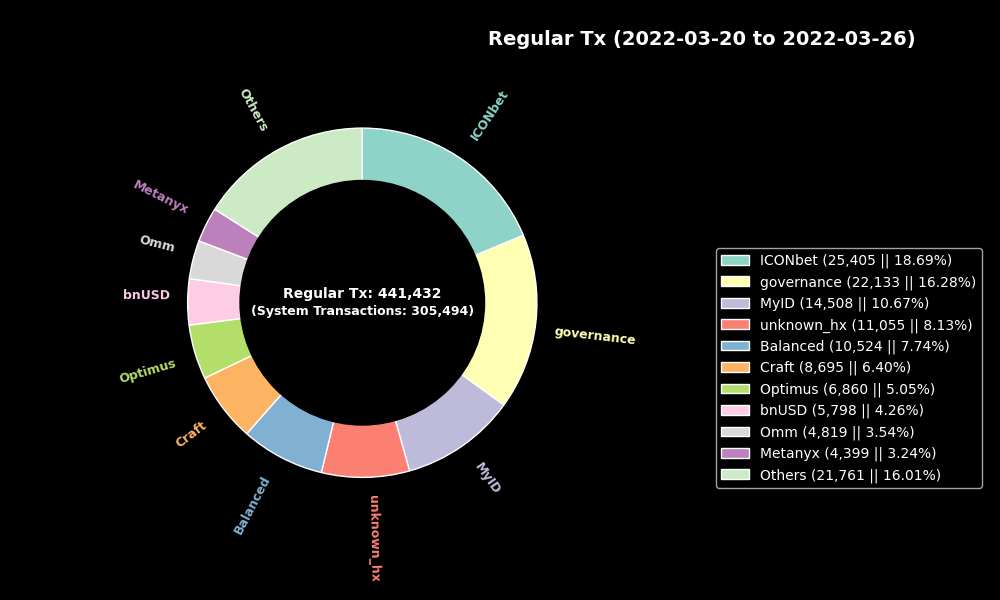 Regular Tx (2022-03-20 to 2022-03-26)
Others
ICONbet
Metanyx
Omm
bnUSD
Optimus
Craft
Balanced
unknown_hx
MyID
governance
Regular Tx: 441,432
(System Transactions: 305,494)
ICONbet (25,405 || 18.69%)
governance (22,133 || 16.28%)
MyID (14,508 || 10.67%)
unknown_hx (11,055 || 8.13%)
Balanced (10,524 || 7.74%)
Craft (8,695 || 6.40%)
Optimus (6,860 || 5.05%)
bnUSD (5,798 || 4.26%)
Omm (4,819 || 3.54%)
Metanyx (4,399 || 3.24%)
Others (21,761 || 16.01%)